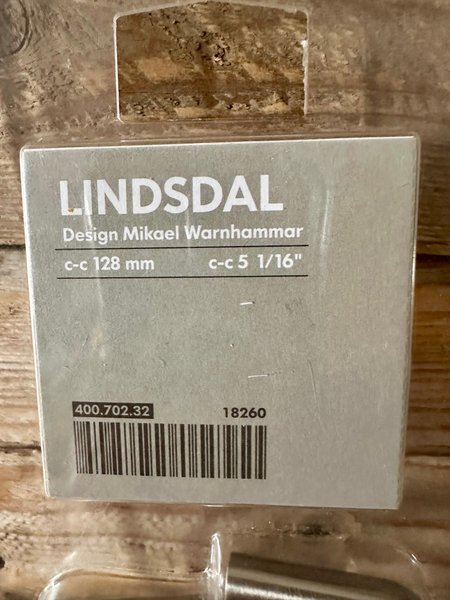 LINDSDAL
Design Mikael Warnhammar
c-c 128 mm c-c 5 1/16"
400.702.32 18260